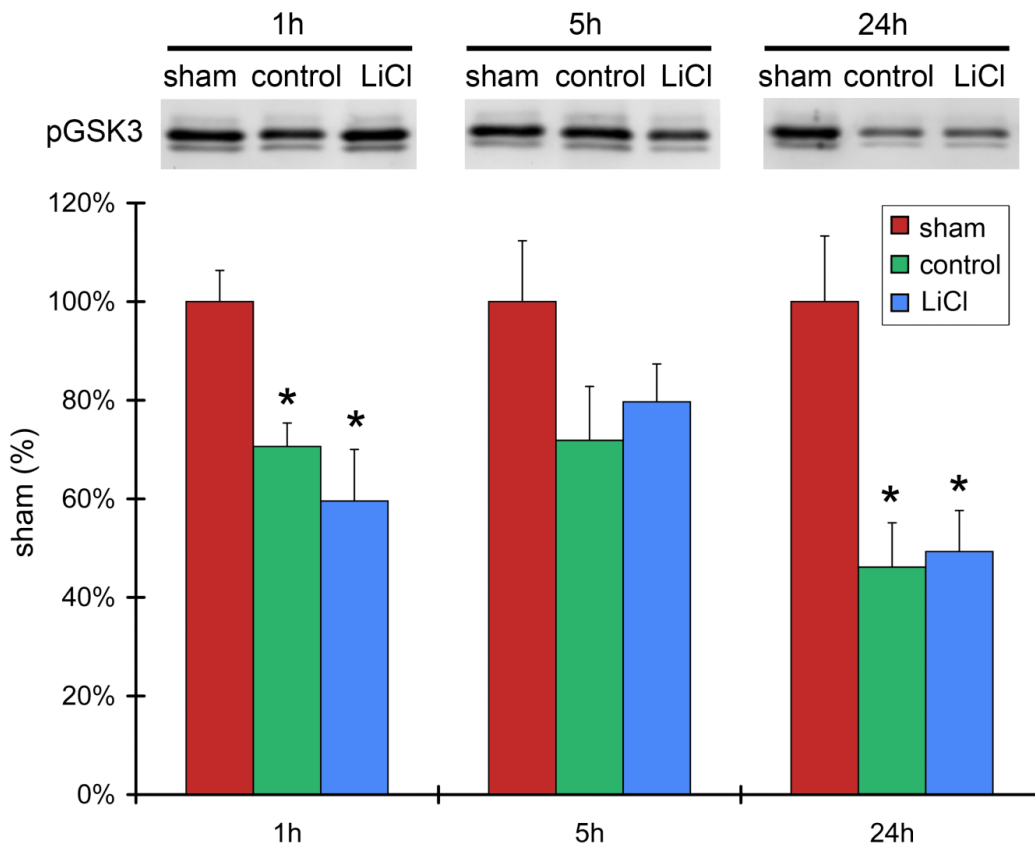 1h 5h 24h
sham control LiCl sham control LiCl sham control LiCl
pGSK3
120%
100%
80%
60%
40%
20%
0%
sham (%)
sham
control
LiCl
* * * *
1h 5h 24h